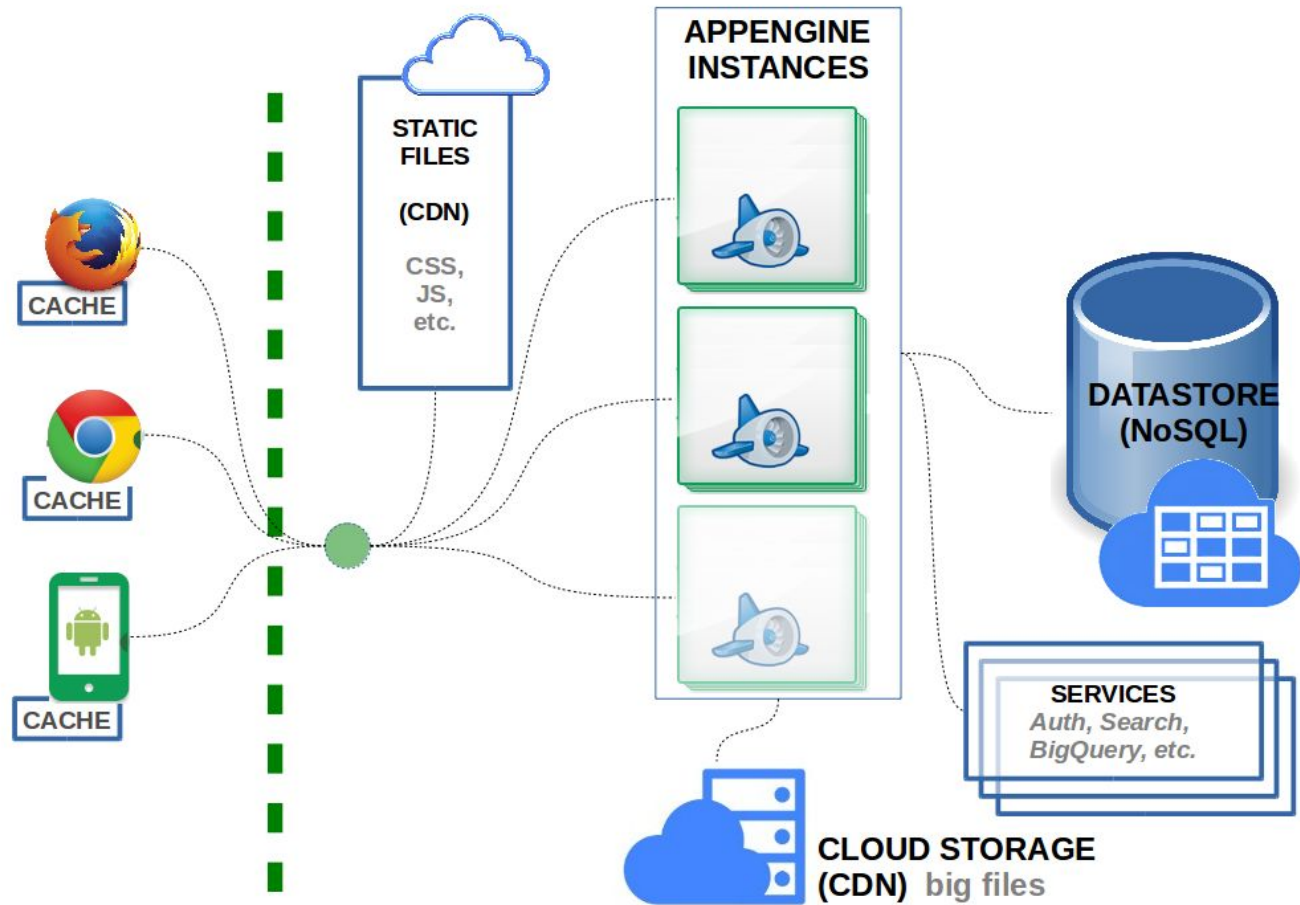 APPENGINE
INSTANCES
STATIC
FILES
(CDN)
CSS,
JS,
etc.
CACHE
CACHE
CACHE
DATASTORE
(NoSQL)
SERVICES
Auth, Search,
BigQuery, etc.
CLOUD STORAGE
(CDN) big files